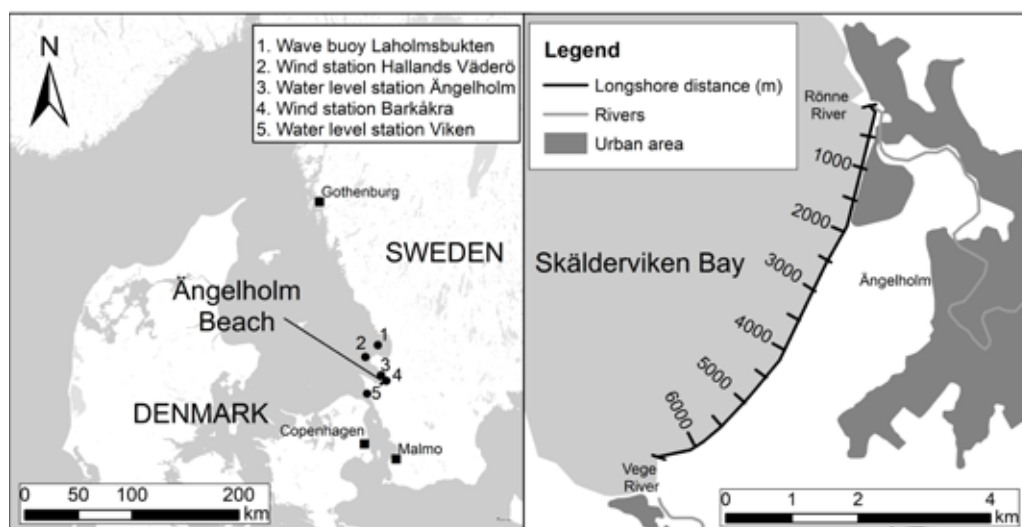 N
1. Wave buoy Laholmsbukten
2. Wind station Hallands Väderö
3. Water level station Ängelholm
4. Wind station Barkåkra
5. Water level station Viken
Gothenburg
SWEDEN
Ängelholm
Beach
1
2
3
4
5
DENMARK
Copenhagen
Malmo
0 50 100 200
km
Legend
Longshore distance (m)
Rivers
Urban area
Rönne
River
1000
2000
Skälderviken Bay
3000
Ängelholm
4000
5000
6000
Vege
River
0 1 2 4
km